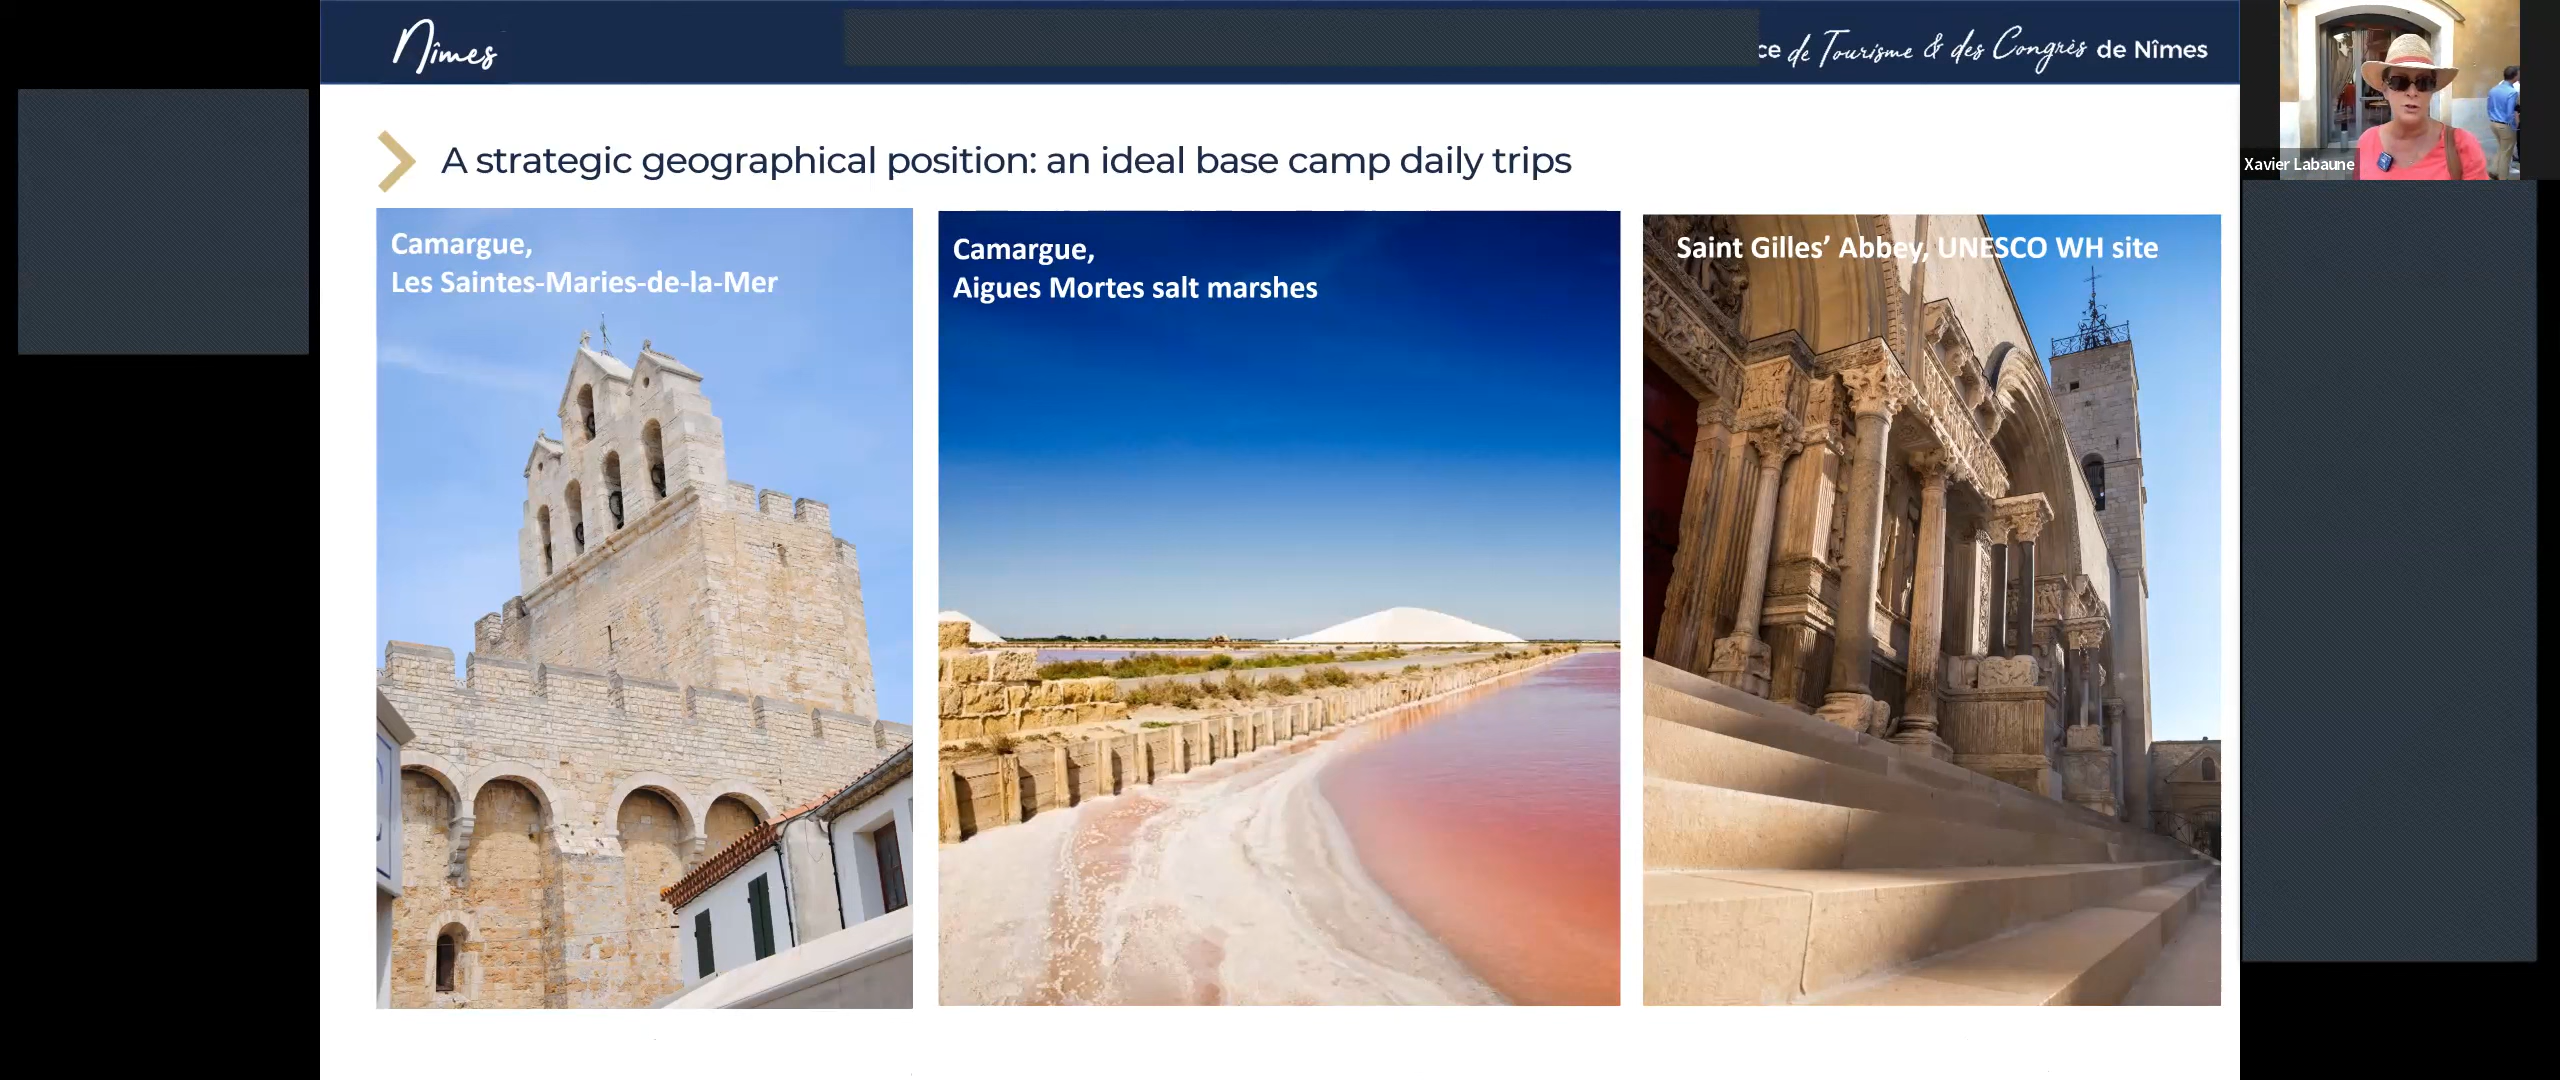 Nîmes
ce de Tourisme & des Congrès de Nîmes
A strategic geographical position: an ideal base camp daily trips
Camargue,
Les Saintes-Maries-de-la-Mer
Camargue,
Aigues Mortes salt marshes
Saint Gilles’ Abbey, UNESCO WH site
Xavier Labaune